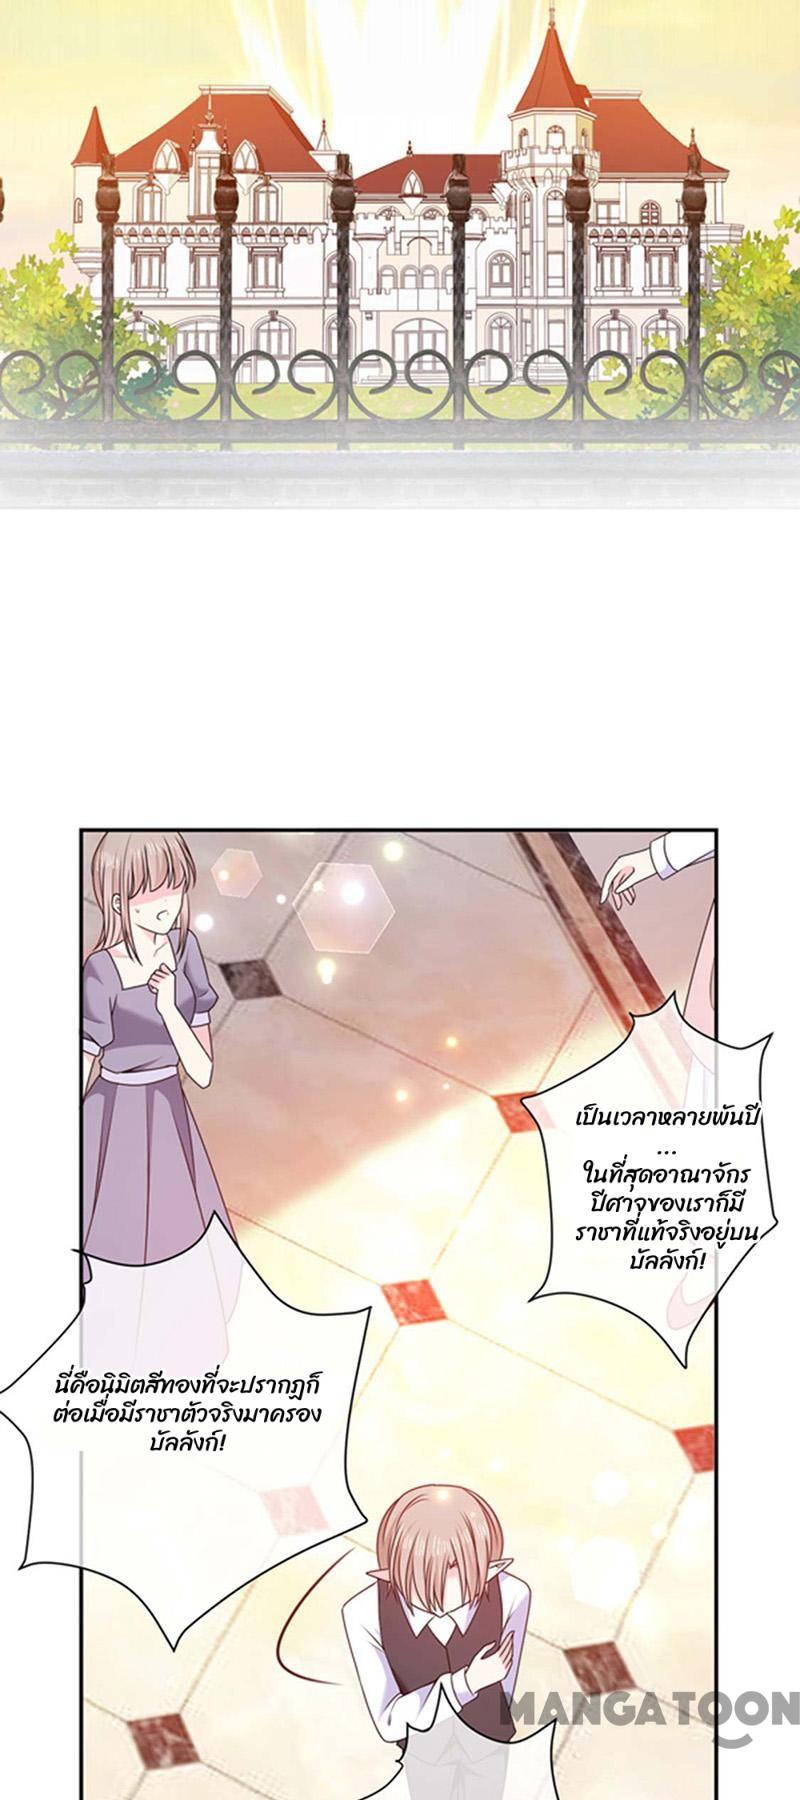 เป็นเวลาหลายพันปี
...
ในที่สุดอาณาจักร
ปีศาจของเราก็มี
ราชาที่แท้จริงอยู่บน
บัลลังก์!
นี่คือนิมิตสีทองที่จะปรากฏก็
ต่อเมื่อมีราชาตัวจริงมาครอง
บัลลังก์!
MANGATOON